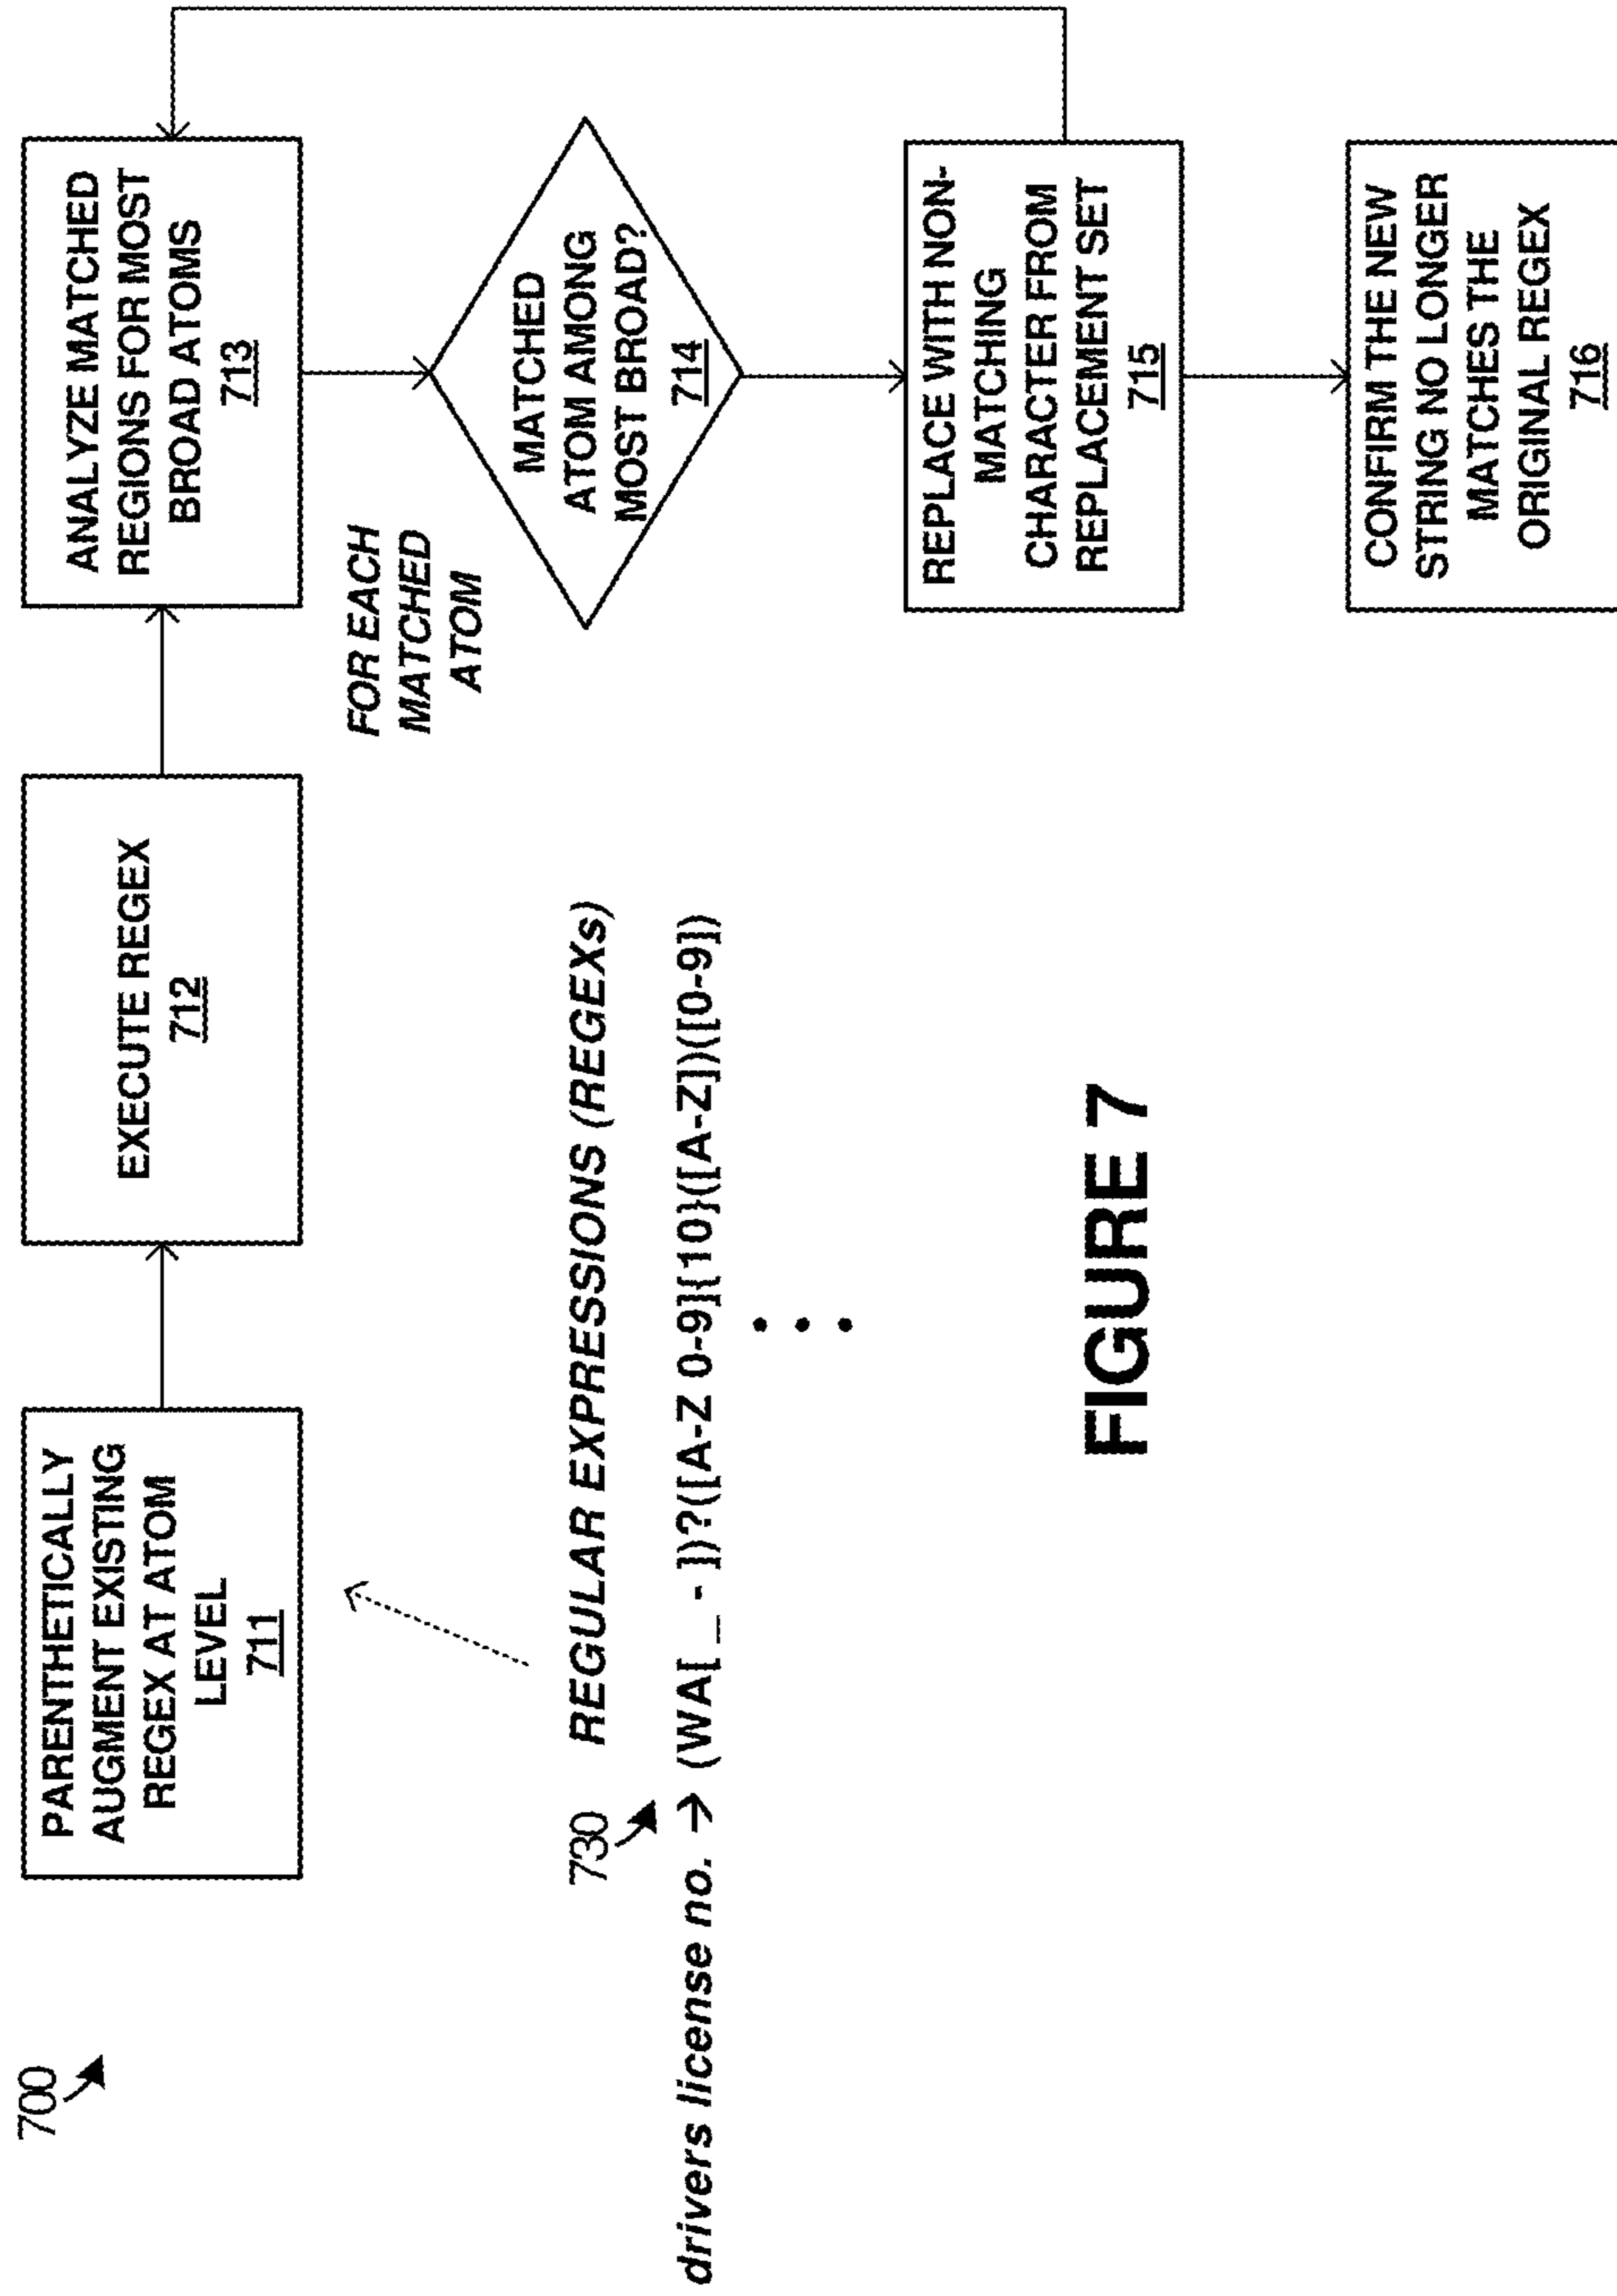 700
PARENTHETICALLY
AUGMENT EXISTING
REGEX AT ATOM
LEVEL
711
EXECUTE REGEX
712
ANALYZE MATCHED
REGIONS FOR MOST
BROAD ATOMS
713
FOR EACH
MATCHED
ATOM
MATCHED
ATOM AMONG
MOST BROAD?
714
REPLACE WITH NON-
MATCHING
CHARACTER FROM
REPLACEMENT SET
715
CONFIRM THE NEW
STRING NO LONGER
MATCHES THE
ORIGINAL REGEX
716
730 REGULAR EXPRESSIONS (REGEXs)
drivers license no. → (WA[ _ - ])?([A-Z 0-9]{10}([A-Z])([0-9])
FIGURE 7